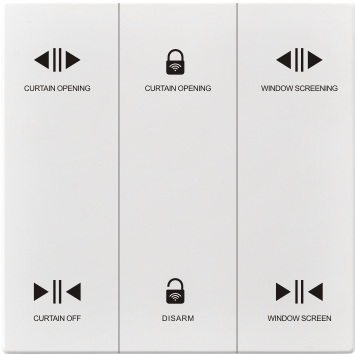 CURTAIN OPENING
CURTAIN OPENING
WINDOW SCREENING
CURTAIN OFF
DISARM
WINDOW SCREEN